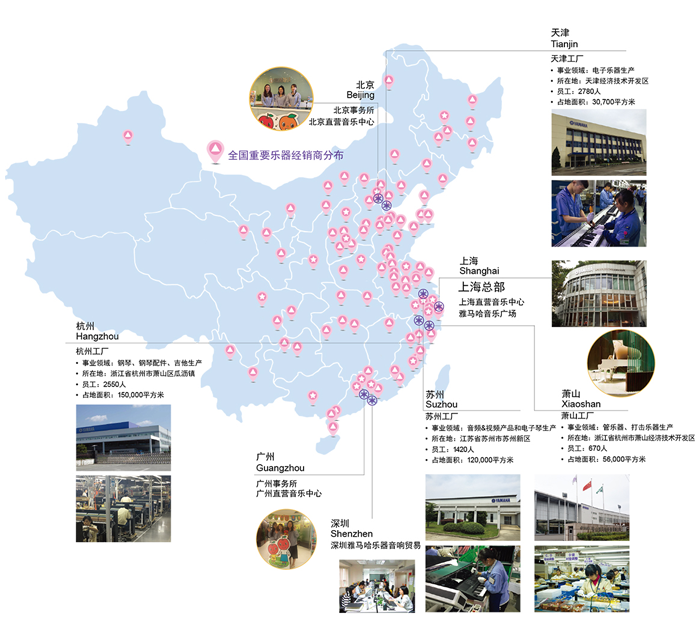 天津
Tianjin
天津工厂
• 事业领域：电子乐器生产
• 所在地：天津经济技术开发区
• 员工：2780人
• 占地面积：30,700平方米
北京
Beijing
北京事务所
北京直营音乐中心
全国重要乐器经销商分布
上海
Shanghai
上海总部
上海直营音乐中心
雅马哈音乐广场
杭州
Hangzhou
杭州工厂
• 事业领域：钢琴、钢琴配件、吉他生产
• 所在地：浙江省杭州市萧山区瓜沥镇
• 员工：2550人
• 占地面积：150,000平方米
苏州
Suzhou
苏州工厂
• 事业领域：音频&视频产品和电子琴生产
• 所在地：江苏省苏州市苏州新区
• 员工：1420人
• 占地面积：120,000平方米
萧山
Xiaoshan
萧山工厂
• 事业领域：管乐器、打击乐器生产
• 所在地：浙江省杭州市萧山经济技术开发区
• 员工：670人
• 占地面积：56,000平方米
广州
Guangzhou
广州事务所
广州直营音乐中心
深圳
Shenzhen
深圳雅马哈乐器音响贸易
YAMAHA